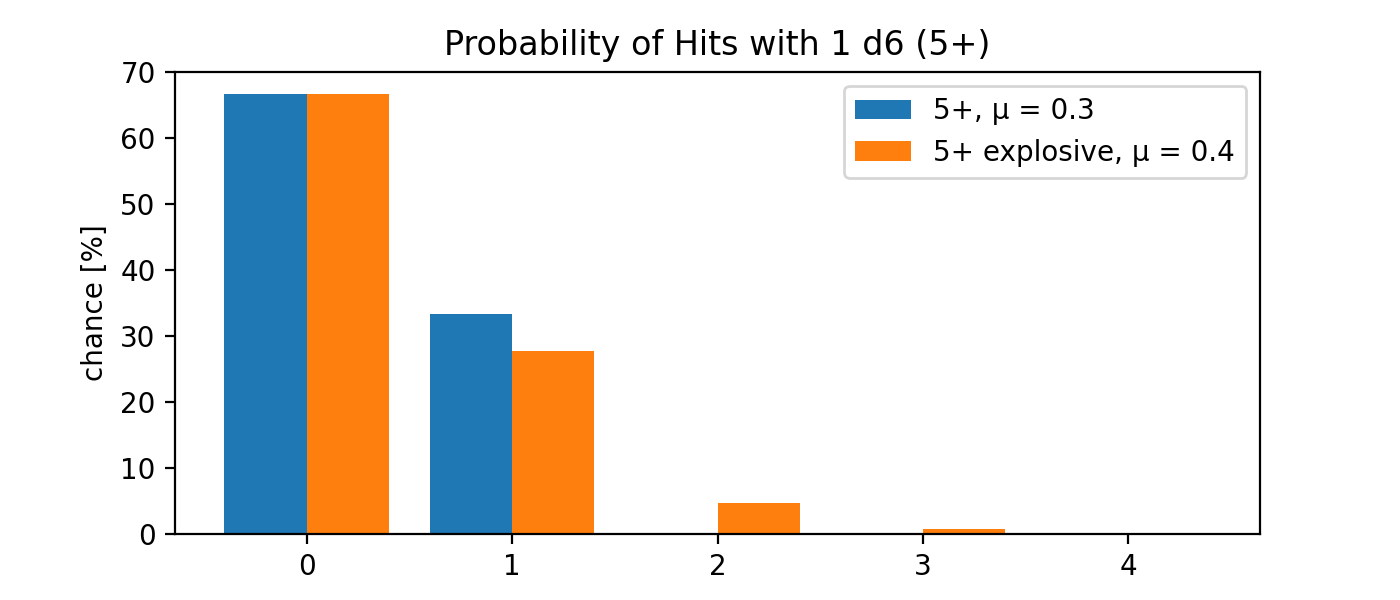 Probability of Hits with 1 d6 (5+)
5+, μ = 0.3
5+ explosive, μ = 0.4
chance [%]
70
60
50
40
30
20
10
0
0 1 2 3 4